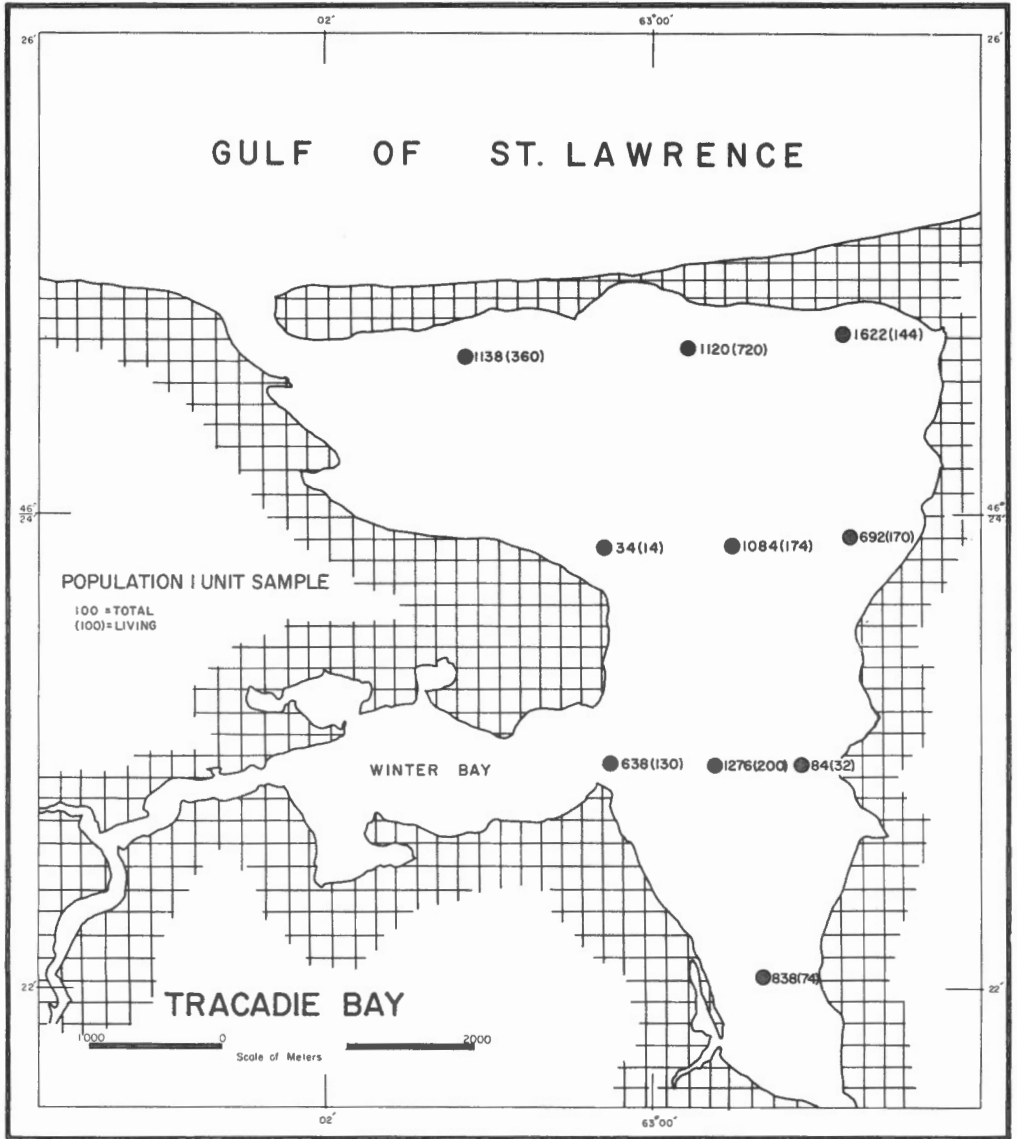 02' 63°00'
26' 26'
GULF OF ST. LAWRENCE
1622(144)
1138(360) 1120(720)
46° 46°
24' 24'
34(14) 1084(174) 692(170)
POPULATION / UNIT SAMPLE
100 = TOTAL
(100)= LIVING
WINTER BAY 638(130) 1276(200) 84(32)
838(74)
22' 22'
TRACADIE BAY
1000 0 2000
Scale of Meters
02' 63°00'